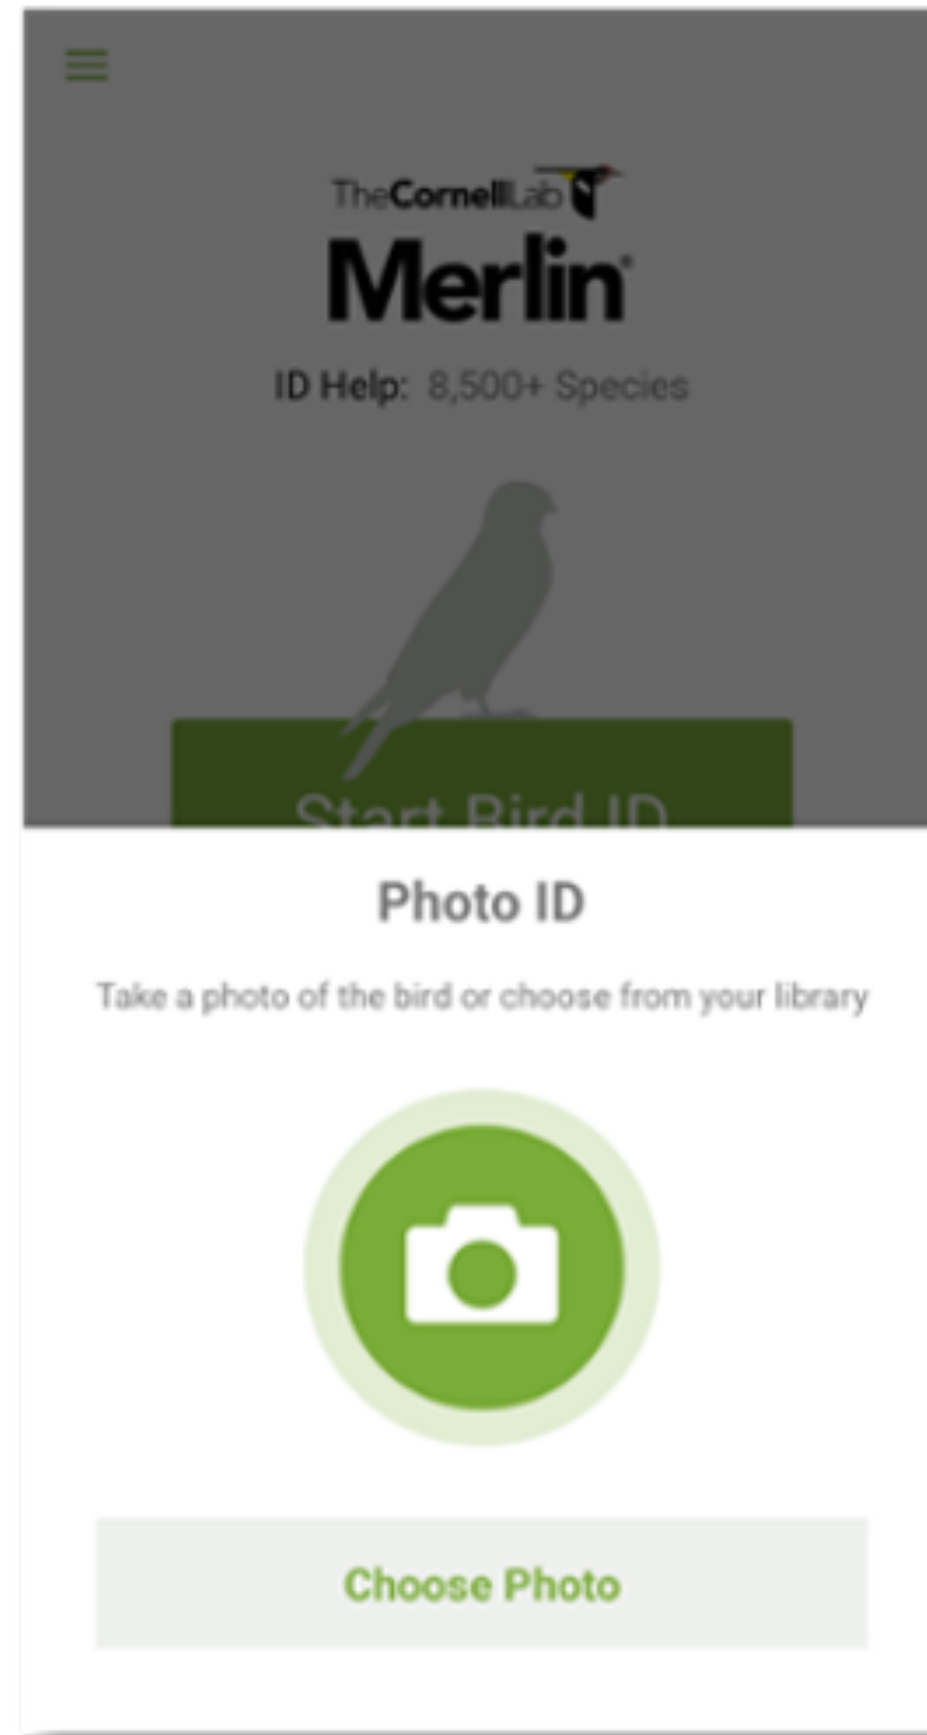 TheCornellLab
Merlin®
ID Help: 8,500+ Species
Start Bird ID
Photo ID
Take a photo of the bird or choose from your library
Choose Photo